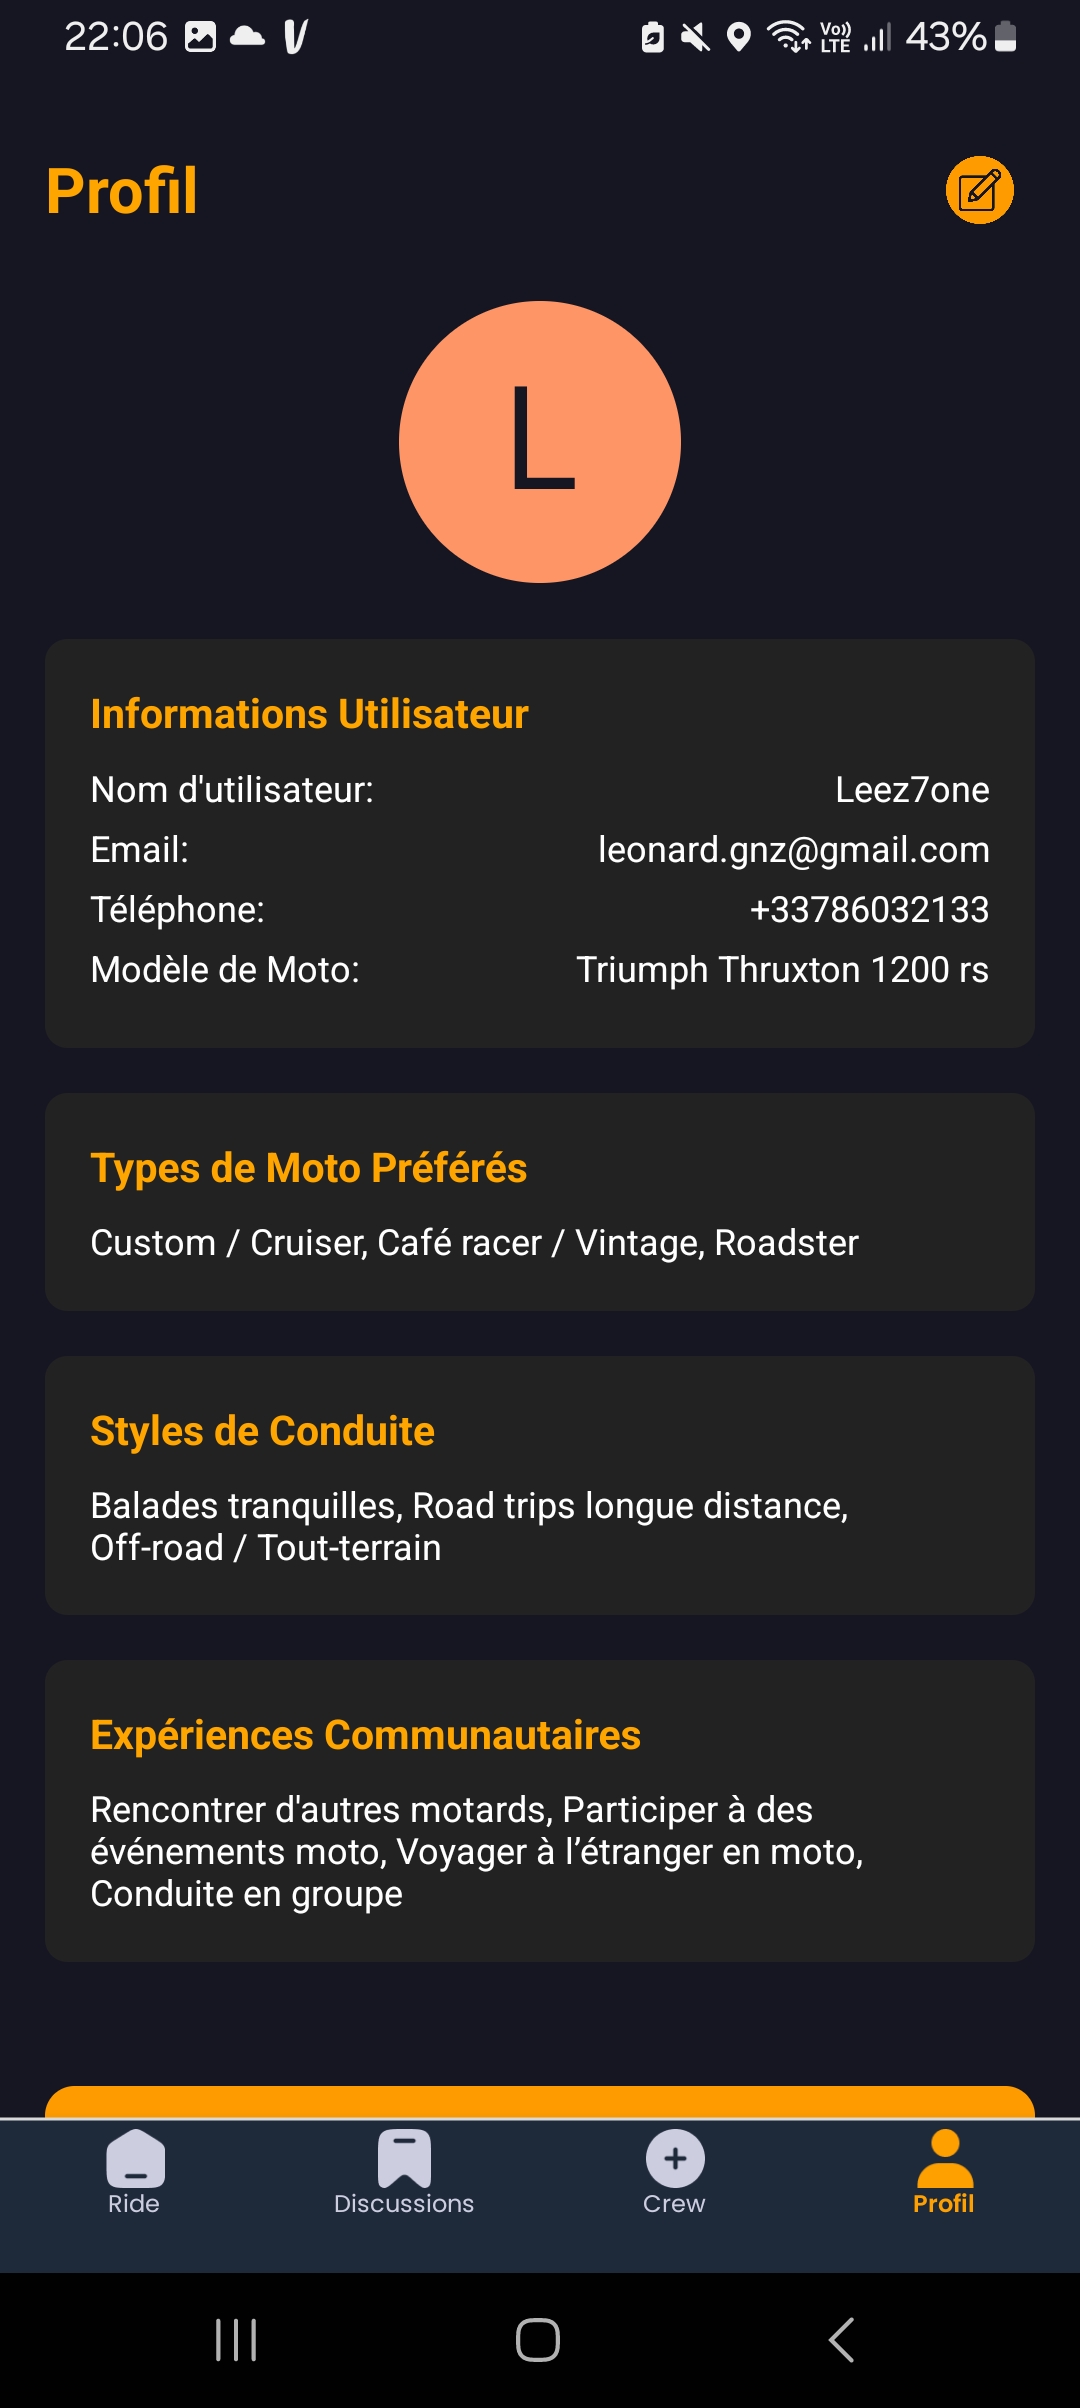 22:06
Vo)) LTE
43%
Profil
L
Informations Utilisateur
Nom d'utilisateur: Leez7one
Email: leonard.gnz@gmail.com
Téléphone: +33786032133
Modèle de Moto: Triumph Thruxton 1200 rs
Types de Moto Préférés
Custom / Cruiser, Café racer / Vintage, Roadster
Styles de Conduite
Balades tranquilles, Road trips longue distance,
Off-road / Tout-terrain
Expériences Communautaires
Rencontrer d'autres motards, Participer à des
événements moto, Voyager à l’étranger en moto,
Conduite en groupe
Ride Discussions Crew Profil